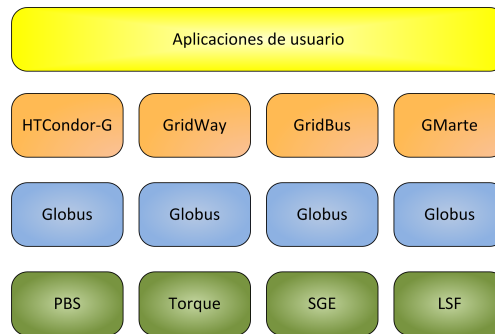 Aplicaciones de usuario
HTCondor-G GridWay GridBus GMarte
Globus Globus Globus Globus
PBS Torque SGE LSF